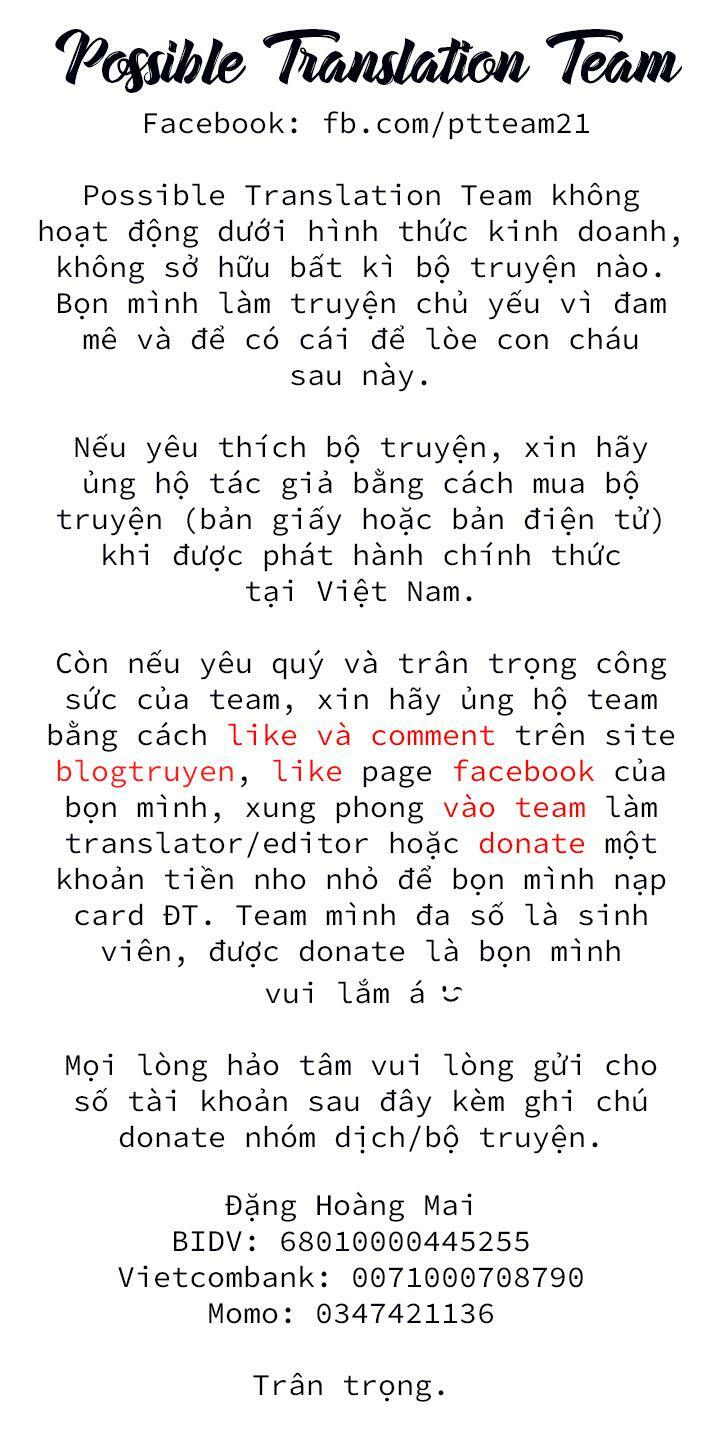 Possible Translation Team
Facebook: fb.com/ptteam21
Possible Translation Team không
hoạt động dưới hình thức kinh doanh,
không sở hữu bất kì bộ truyện nào.
Bọn mình làm truyện chủ yếu vì đam
mê và để có cái để lòe con cháu
sau này.
Nếu yêu thích bộ truyện, xin hãy
ủng hộ tác giả bằng cách mua bộ
truyện (bản giấy hoặc bản điện tử)
khi được phát hành chính thức
tại Việt Nam.
Còn nếu yêu quý và trân trọng công
sức của team, xin hãy ủng hộ team
bằng cách like và comment trên site
blogtruyen, like page facebook của
bọn mình, xung phong vào team làm
translator/editor hoặc donate một
khoản tiền nho nhỏ để bọn mình nạp
card ĐT. Team mình đa số là sinh
viên, được donate là bọn mình
vui lắm á
Mọi lòng hảo tâm vui lòng gửi cho
số tài khoản sau đây kèm ghi chú
donate nhóm dịch/bộ truyện.
Đặng Hoàng Mai
BIDV: 68010000445255
Vietcombank: 0071000708790
Momo: 0347421136
Trân trọng.